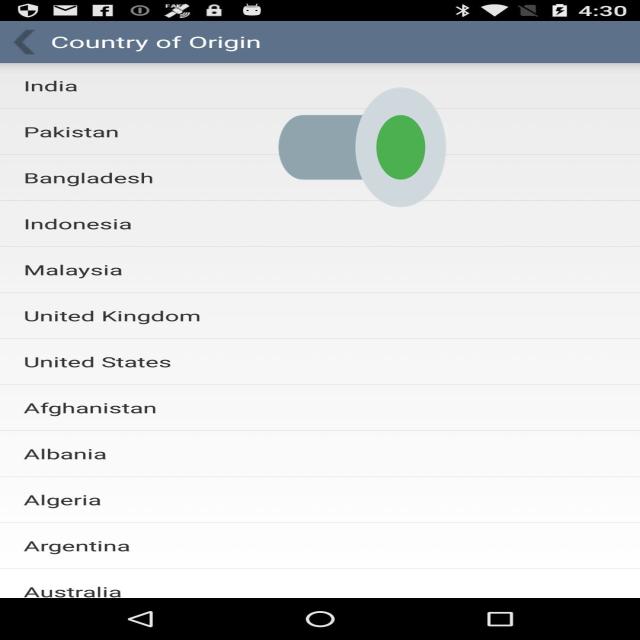 FAKE
4:30
Country of Origin
India
Pakistan
Bangladesh
Indonesia
Malaysia
United Kingdom
United States
Afghanistan
Albania
Algeria
Argentina
Australia